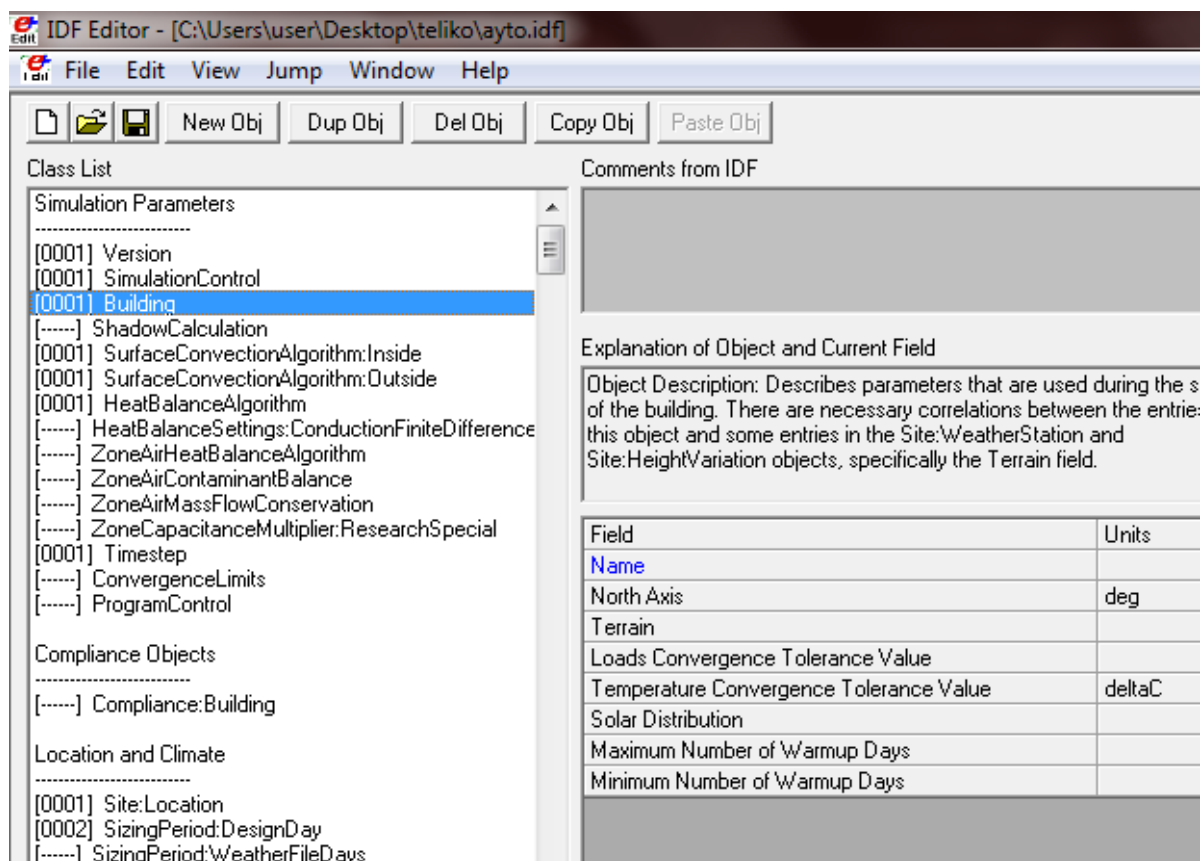 IDF Editor - [C:\Users\user\Desktop\teliko\ayto.idf]
File Edit View Jump Window Help
New Obj Dup Obj Del Obj Copy Obj Paste Obj
Class List
Simulation Parameters
------------------------------
[0001] Version
[0001] SimulationControl
[0001] Building
[------] ShadowCalculation
[0001] SurfaceConvectionAlgorithm:Inside
[0001] SurfaceConvectionAlgorithm:Outside
[0001] HeatBalanceAlgorithm
[------] HeatBalanceSettings:ConductionFiniteDifference
[------] ZoneAirHeatBalanceAlgorithm
[------] ZoneAirContaminantBalance
[------] ZoneAirMassFlowConservation
[------] ZoneCapacitanceMultiplier:ResearchSpecial
[0001] Timestep
[------] ConvergenceLimits
[------] ProgramControl
Compliance Objects
------------------------------
[------] Compliance:Building
Location and Climate
------------------------------
[0001] Site:Location
[0002] SizingPeriod:DesignDay
[------] SizingPeriod:WeatherFileDays
Comments from IDF
Explanation of Object and Current Field
Object Description: Describes parameters that are used during the s
of the building. There are necessary correlations between the entries
this object and some entries in the Site:WeatherStation and
Site:HeightVariation objects, specifically the Terrain field.
Field Units
Name
North Axis deg
Terrain
Loads Convergence Tolerance Value
Temperature Convergence Tolerance Value deltaC
Solar Distribution
Maximum Number of Warmup Days
Minimum Number of Warmup Days